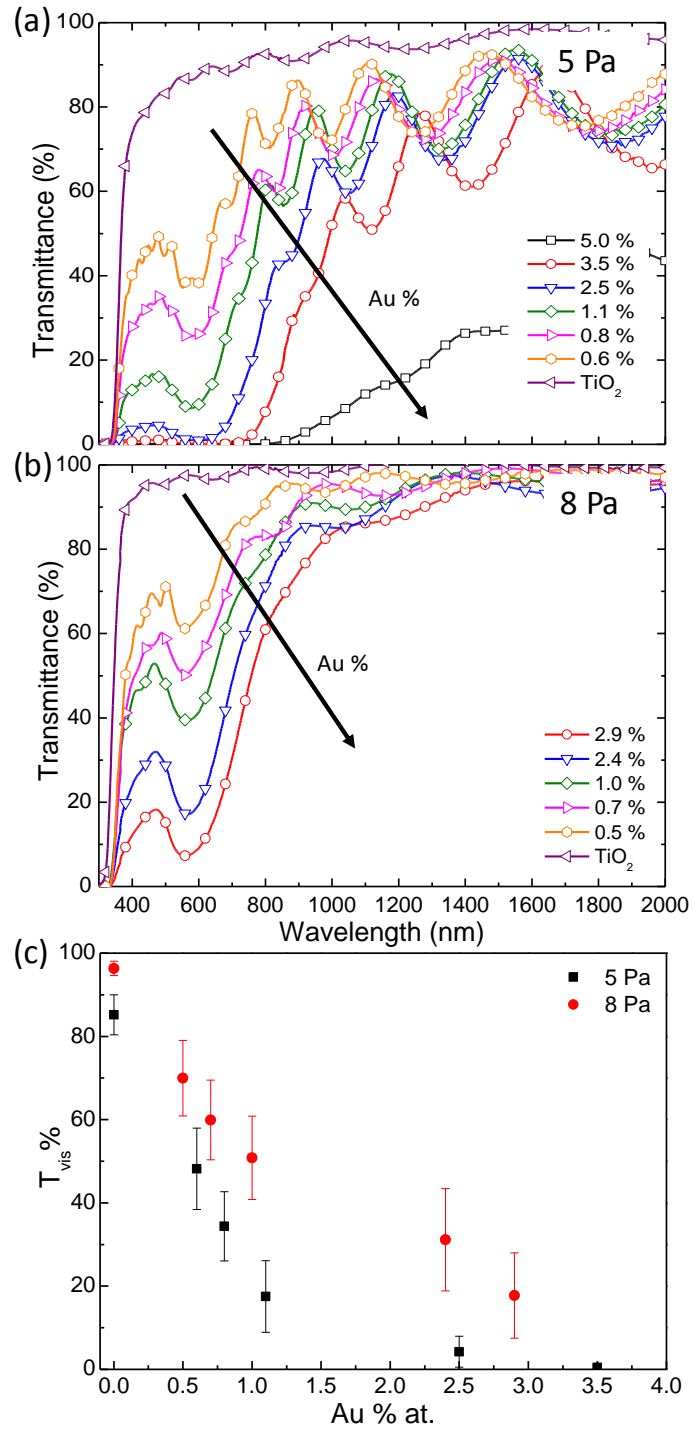 (a)
100
80
60
40
20
0
Transmittance (%)
5 Pa
Au %
5.0 %
3.5 %
2.5 %
1.1 %
0.8 %
0.6 %
TiO₂
(b)
100
80
60
40
20
0
Transmittance (%)
8 Pa
Au %
2.9 %
2.4 %
1.0 %
0.7 %
0.5 %
TiO₂
400 600 800 1000 1200 1400 1600 1800 2000
Wavelength (nm)
(c)
100
80
60
40
20
0
T_vis %
5 Pa
8 Pa
0.0 0.5 1.0 1.5 2.0 2.5 3.0 3.5 4.0
Au % at.